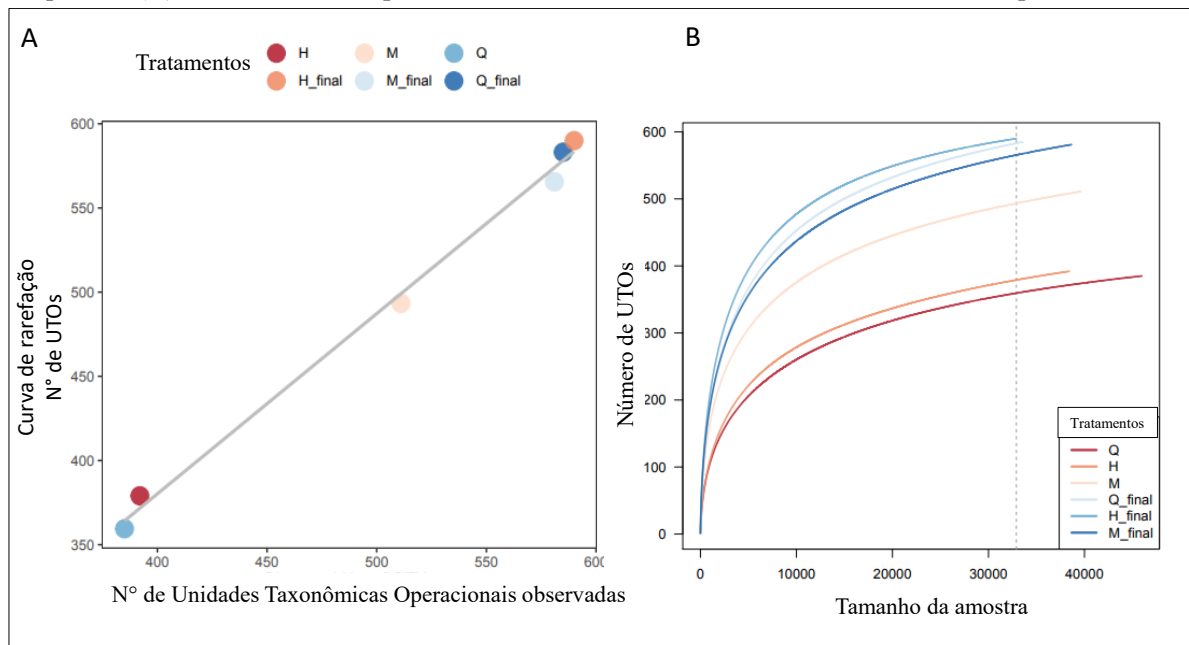 A
Tratamentos
H
M
Q
H_final
M_final
Q_final
600
550
500
450
400
350
400
450
500
550
600
Curva de rarefação
N° de UTOs
N° de Unidades Taxonômicas Operacionais observadas
B
600
500
400
300
200
100
0
0
10000
20000
30000
40000
Número de UTOs
Tamanho da amostra
Tratamentos
Q
H
M
Q_final
H_final
M_final